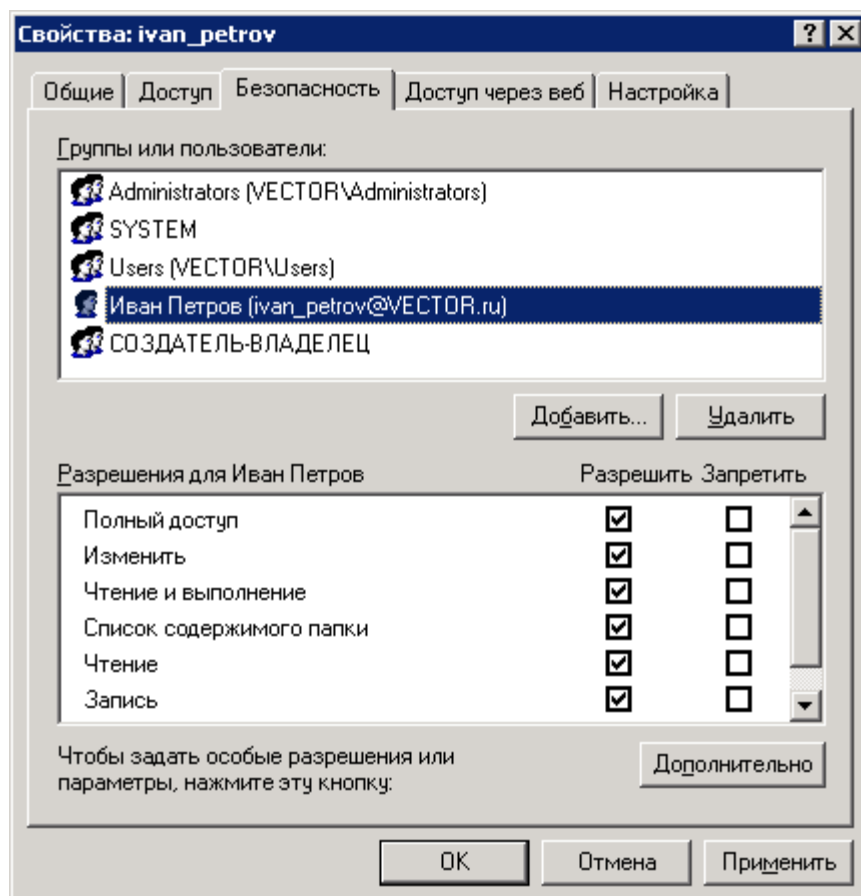 Свойства: ivan_petrov
Общие Доступ Безопасность Доступ через веб Настройка
Группы или пользователи:
Administrators (VECTOR\Administrators)
SYSTEM
Users (VECTOR\Users)
Иван Петров (ivan_petrov@VECTOR.ru)
СОЗДАТЕЛЬ-ВЛАДЕЛЕЦ
Добавить... Удалить
Разрешения для Иван Петров Разрешить Запретить
Полный доступ
Изменить
Чтение и выполнение
Список содержимого папки
Чтение
Запись
Чтобы задать особые разрешения или
параметры, нажмите эту кнопку:
Дополнительно
OK Отмена Применить